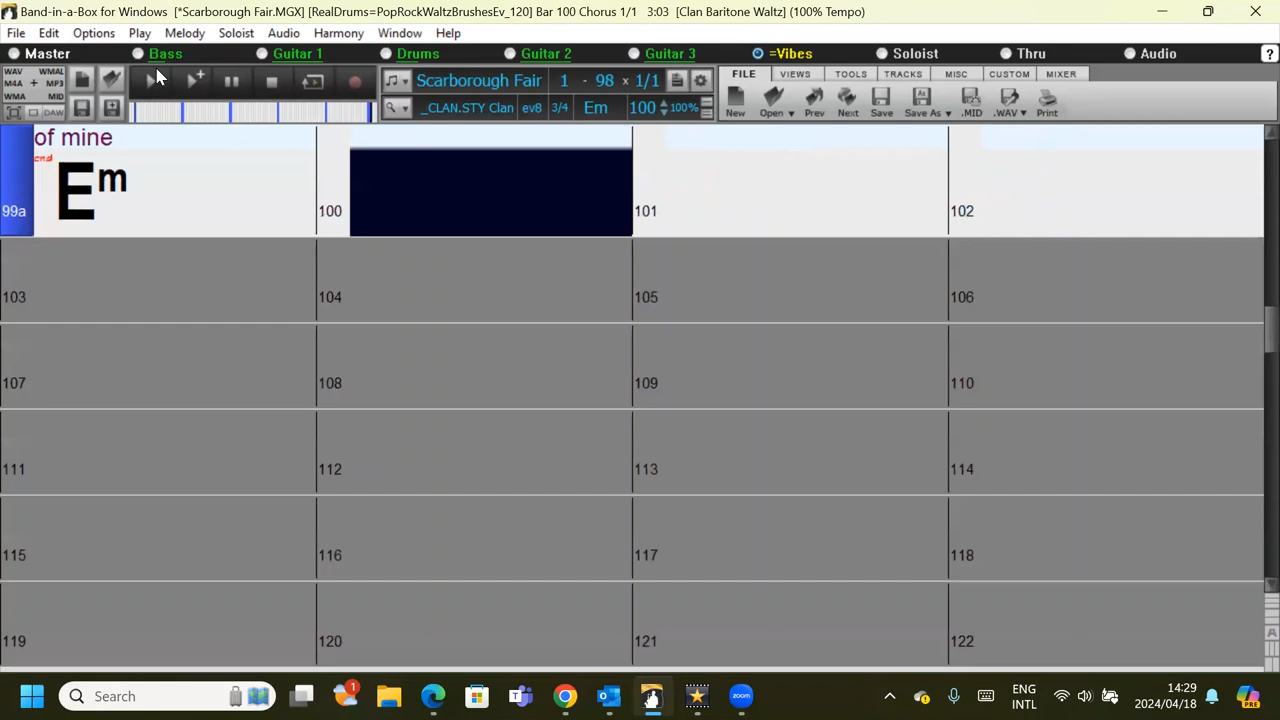 Band-in-a-Box for Windows [*Scarborough Fair.MGX] [RealDrums=PopRockWaltzBrushesEv_120] Bar 100 Chorus 1/1 3:03 [Clan Baritone Waltz] (100% Tempo)
File Edit Options Play Melody Soloist Audio Harmony Window Help
Master Bass Guitar 1 Drums Guitar 2 Guitar 3 =Vibes Soloist Thru Audio ?
WAV WMAL
M4A + MP3
WMA MID
DAW
Scarborough Fair 1 - 98 x 1/1
_CLAN.STY Clan ev8 3/4 Em 100 100%
FILE VIEWS TOOLS TRACKS MISC CUSTOM MIXER
New Open Prev Next Save Save As .MID .WAV Print
of mine
end
Em
99a 100 101 102
103 104 105 106
107 108 109 110
111 112 113 114
115 116 117 118
119 120 121 122
A
Search
1
zoom
ENG
INTL
14:29
2024/04/18
PRE